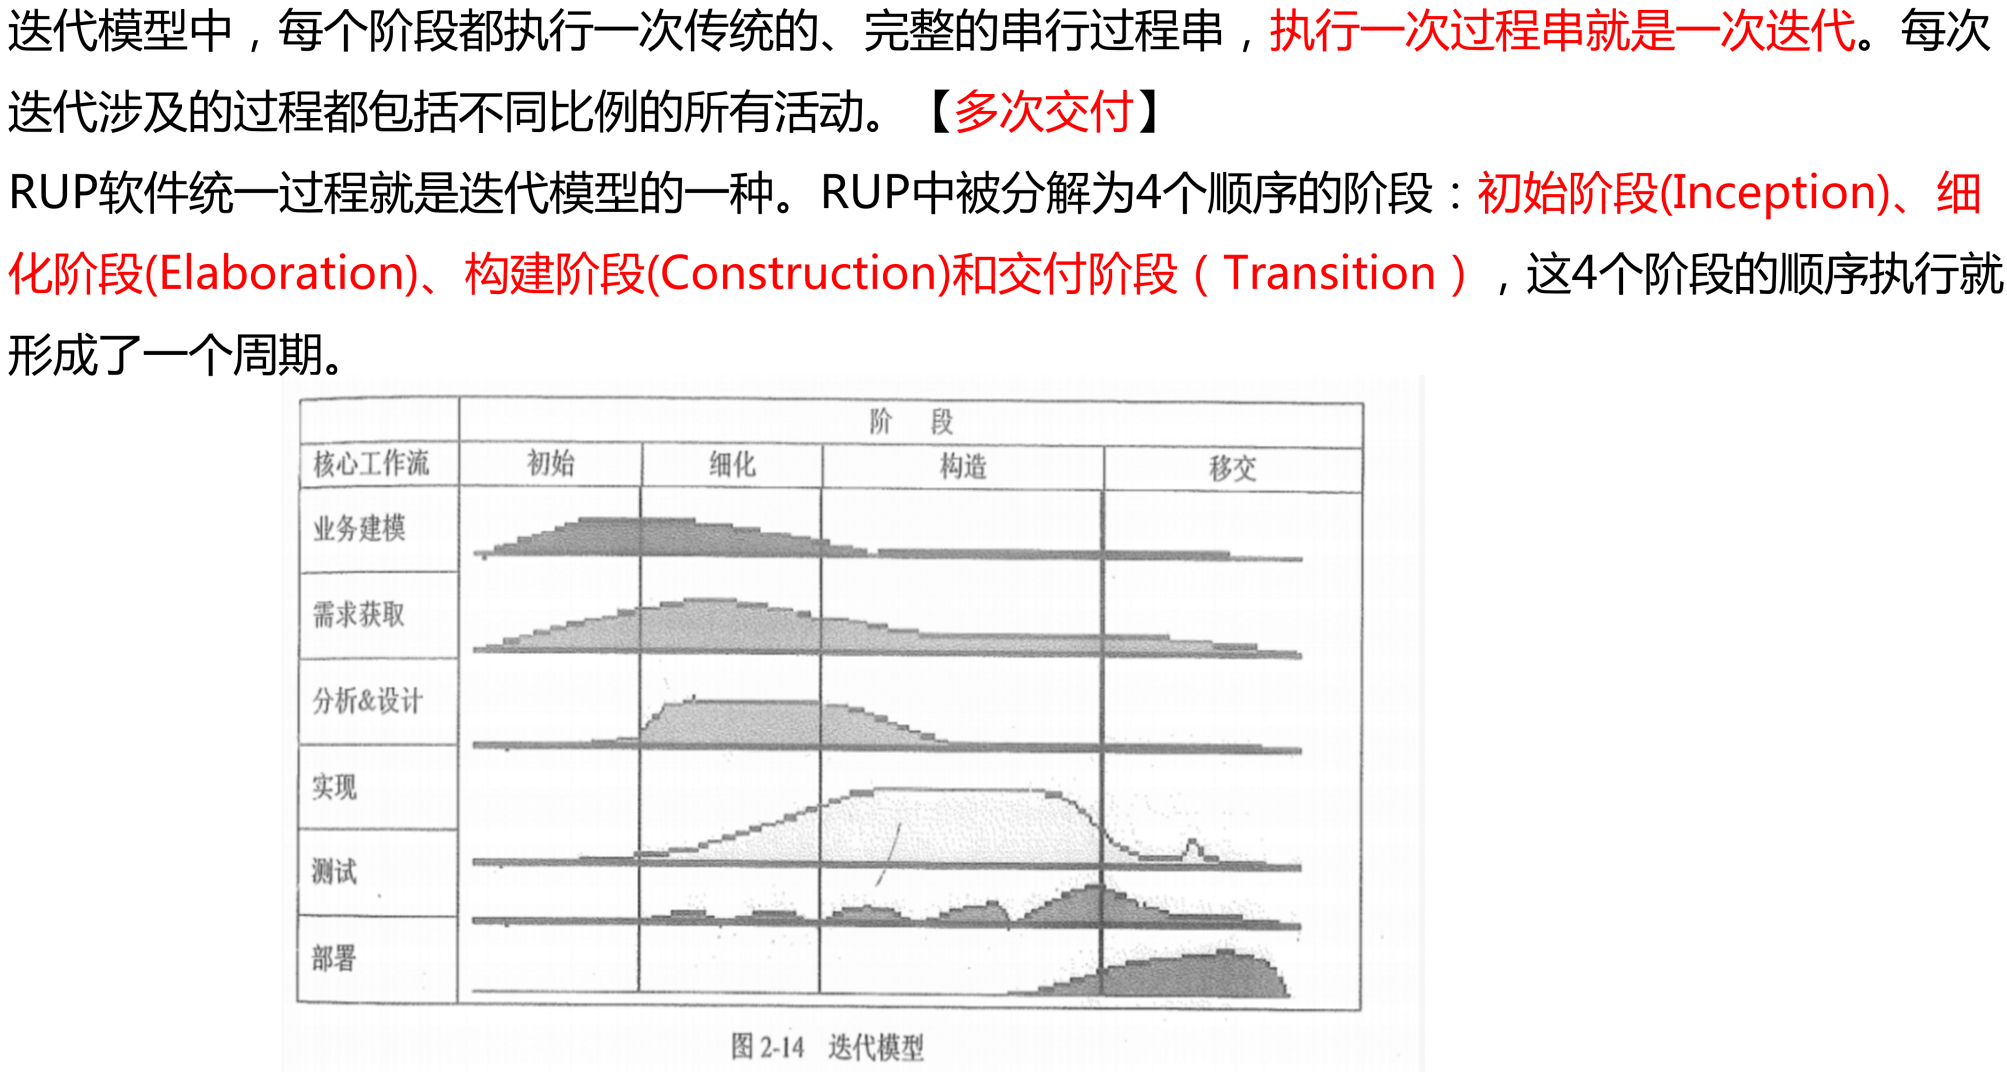 迭代模型中，每个阶段都执行一次传统的、完整的串行过程串，执行一次过程串就是一次迭代。每次
迭代涉及的过程都包括不同比例的所有活动。【多次交付】
RUP软件统一过程就是迭代模型的一种。RUP中被分解为4个顺序的阶段：初始阶段(Inception)、细
化阶段(Elaboration)、构建阶段(Construction)和交付阶段（Transition），这4个阶段的顺序执行就
形成了一个周期。
阶 段
核心工作流 初始 细化 构造 移交
业务建模
需求获取
分析&设计
实现
测试
部署
图 2-14 迭代模型